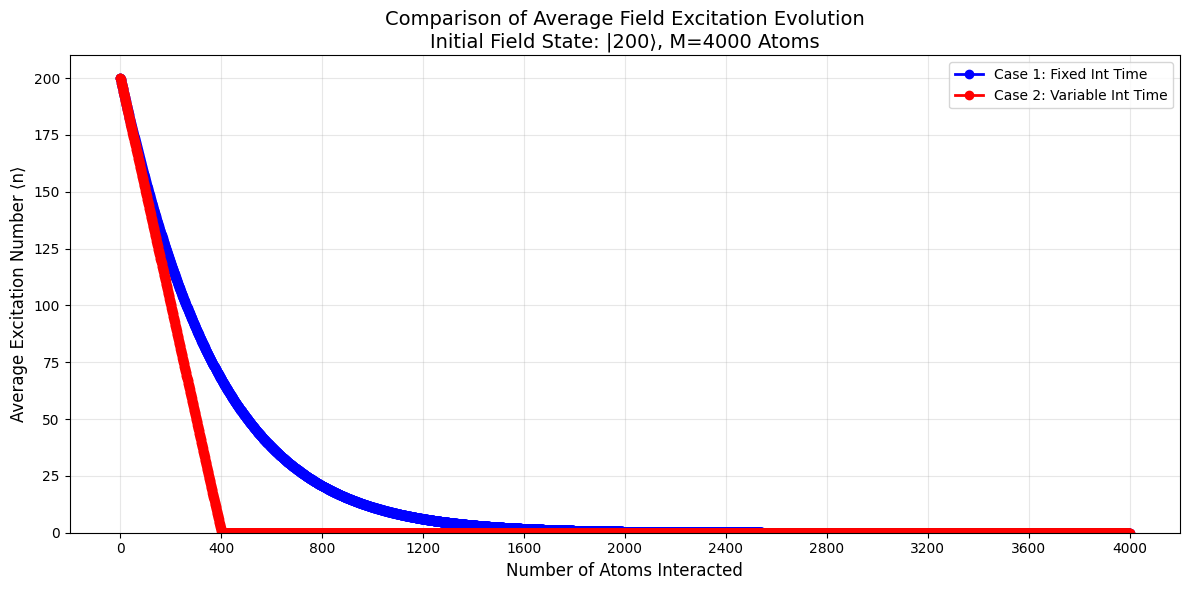 Comparison of Average Field Excitation Evolution
Initial Field State: |200⟩, M=4000 Atoms
Case 1: Fixed Int Time
Case 2: Variable Int Time
Average Excitation Number ⟨n⟩
200
175
150
125
100
75
50
25
0
0 400 800 1200 1600 2000 2400 2800 3200 3600 4000
Number of Atoms Interacted